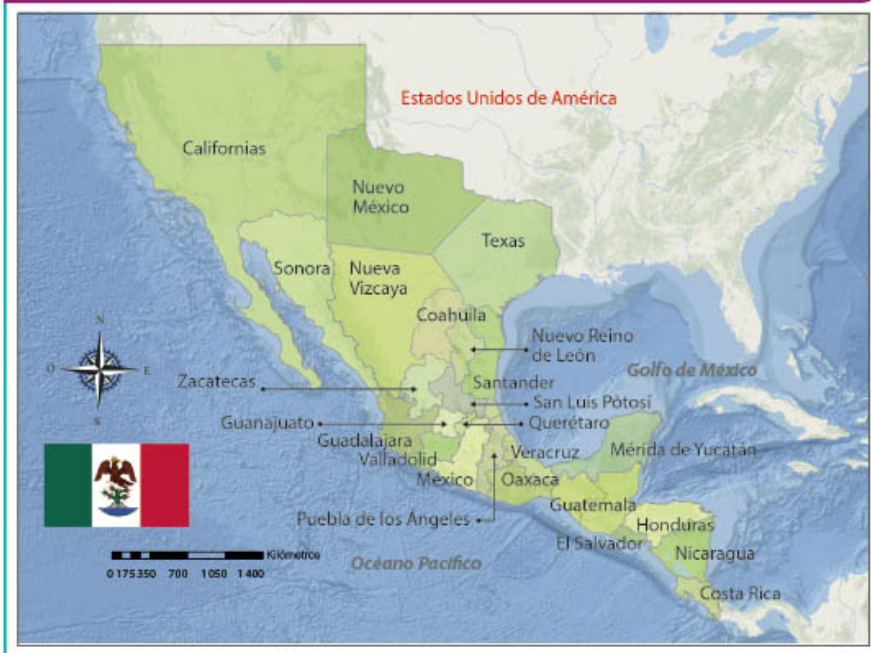 Estados Unidos de América
Californias
Nuevo
México
Texas
Sonora
Nueva
Vizcaya
Coahuila
Nuevo Reino
de León
Golfo de México
N
O
E
S
Zacatecas
Santander
San Luis Pótosí
Guanajuato
Querétaro
Guadalajara
Valladolid
Veracruz
Mérida de Yucatán
México
Oaxaca
Guatemala
Puebla de los Ángeles
Honduras
El Salvador
Nicaragua
Océano Pacífico
Costa Rica
Kilómetros
0 175 350 700 1 050 1 400